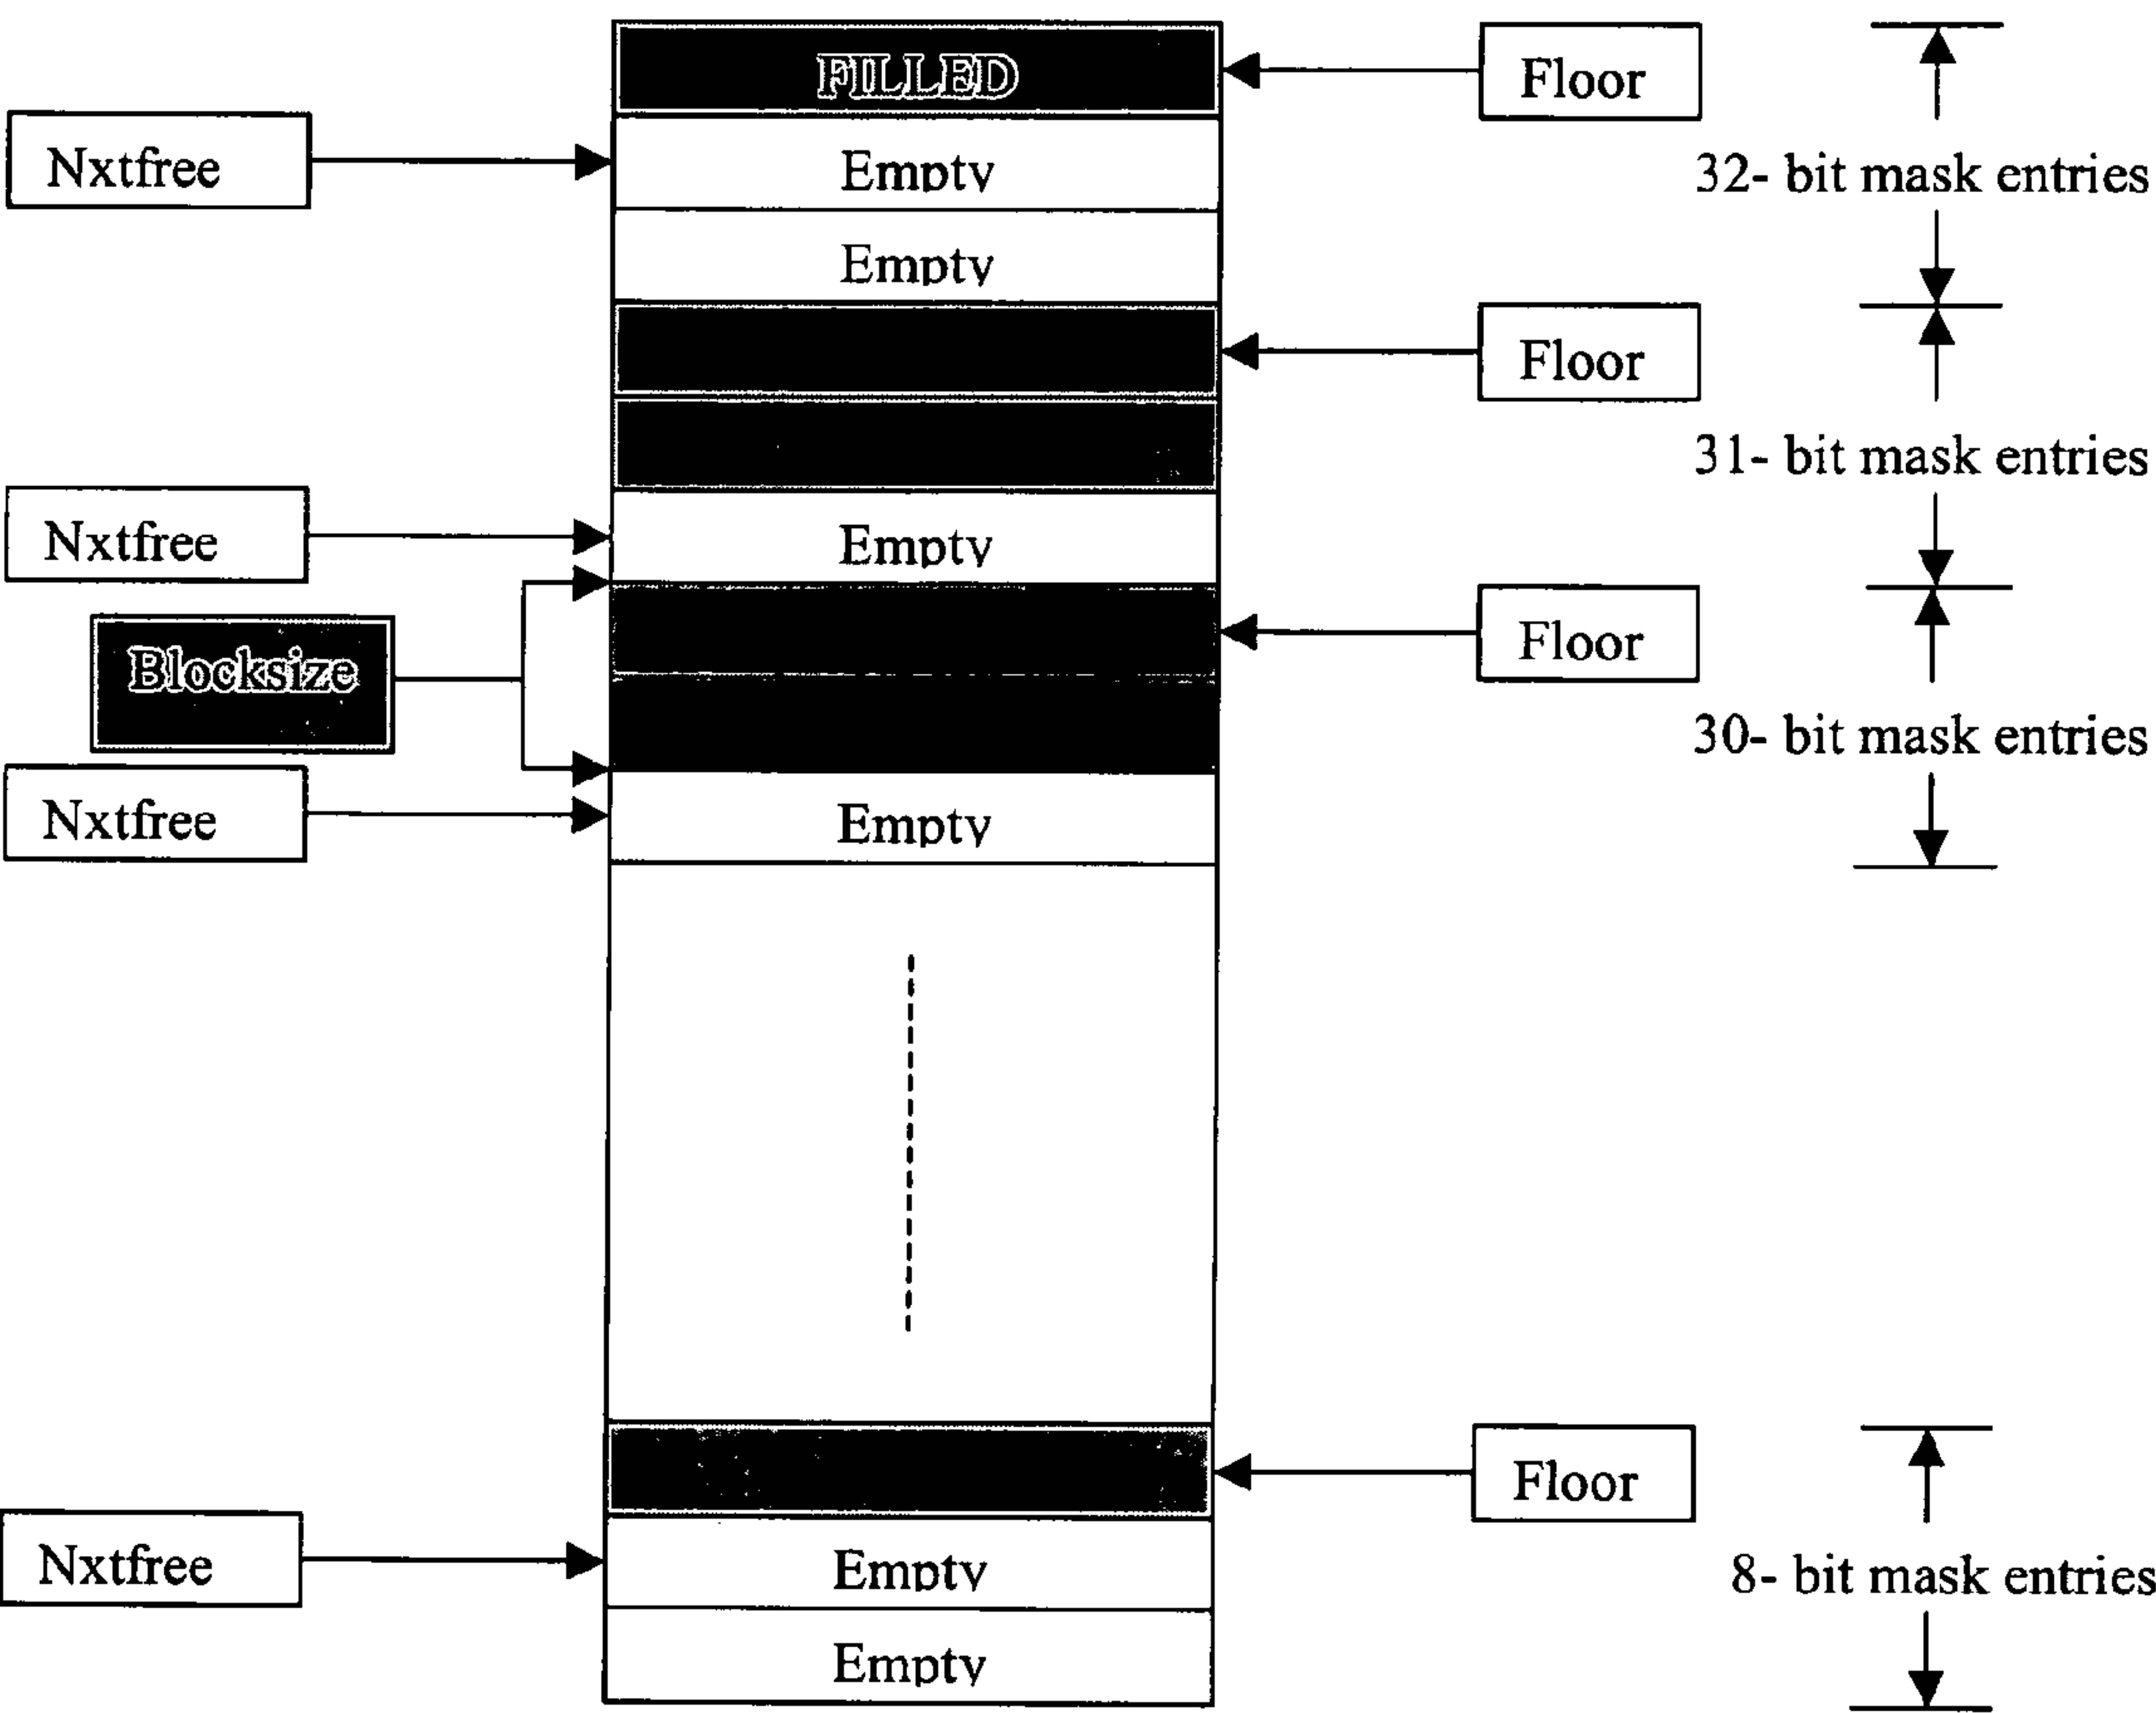 FILLED
Floor
Nxtfree
Empty
32- bit mask entries
Empty
Floor
31- bit mask entries
Nxtfree
Empty
Blocksize
Floor
30- bit mask entries
Nxtfree
Empty
Floor
Nxtfree
Empty
8- bit mask entries
Empty